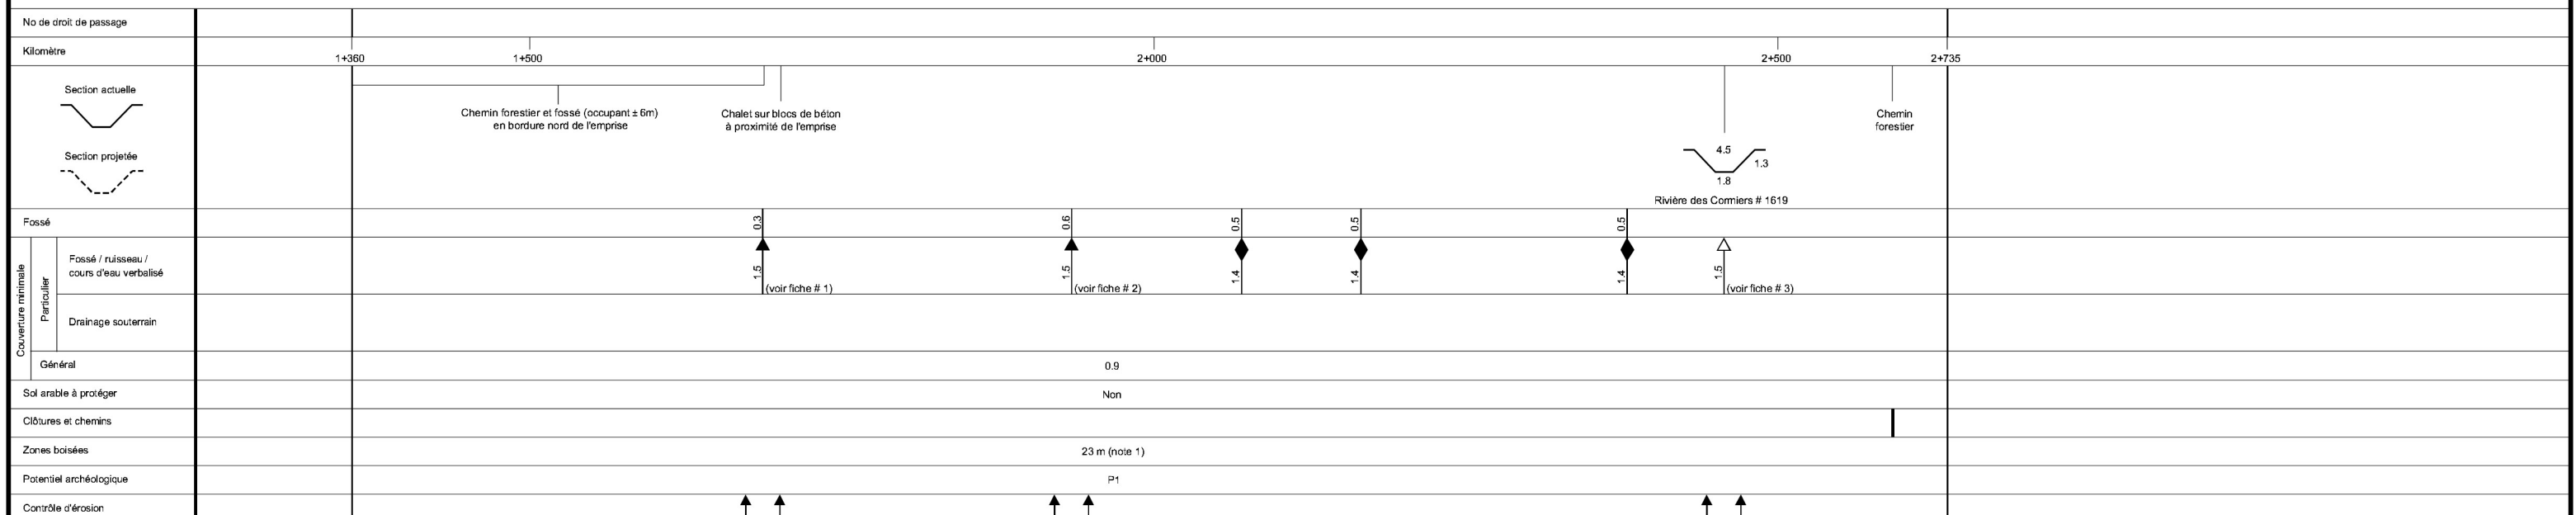 No de droit de passage
Kilomètre
1+360
1+500
2+000
2+500
2+735
Section actuelle
Chemin forestier et fossé (occupant ± 6m)
en bordure nord de l'emprise
Chalet sur blocs de béton
à proximité de l'emprise
Chemin
forestier
Section projetée
4.5
1.3
1.8
Rivière des Cormiers # 1619
Fossé
0.3
0.6
0.5
0.5
0.5
Couverture minimale
Particulier
Fossé / ruisseau /
cours d'eau verbalisé
1.5
(voir fiche # 1)
1.5
(voir fiche # 2)
1.4
1.4
1.4
1.5
(voir fiche # 3)
Drainage souterrain
Général
0.9
Sol arable à protéger
Non
Clôtures et chemins
Zones boisées
23 m (note 1)
Potentiel archéologique
P1
Contrôle d'érosion